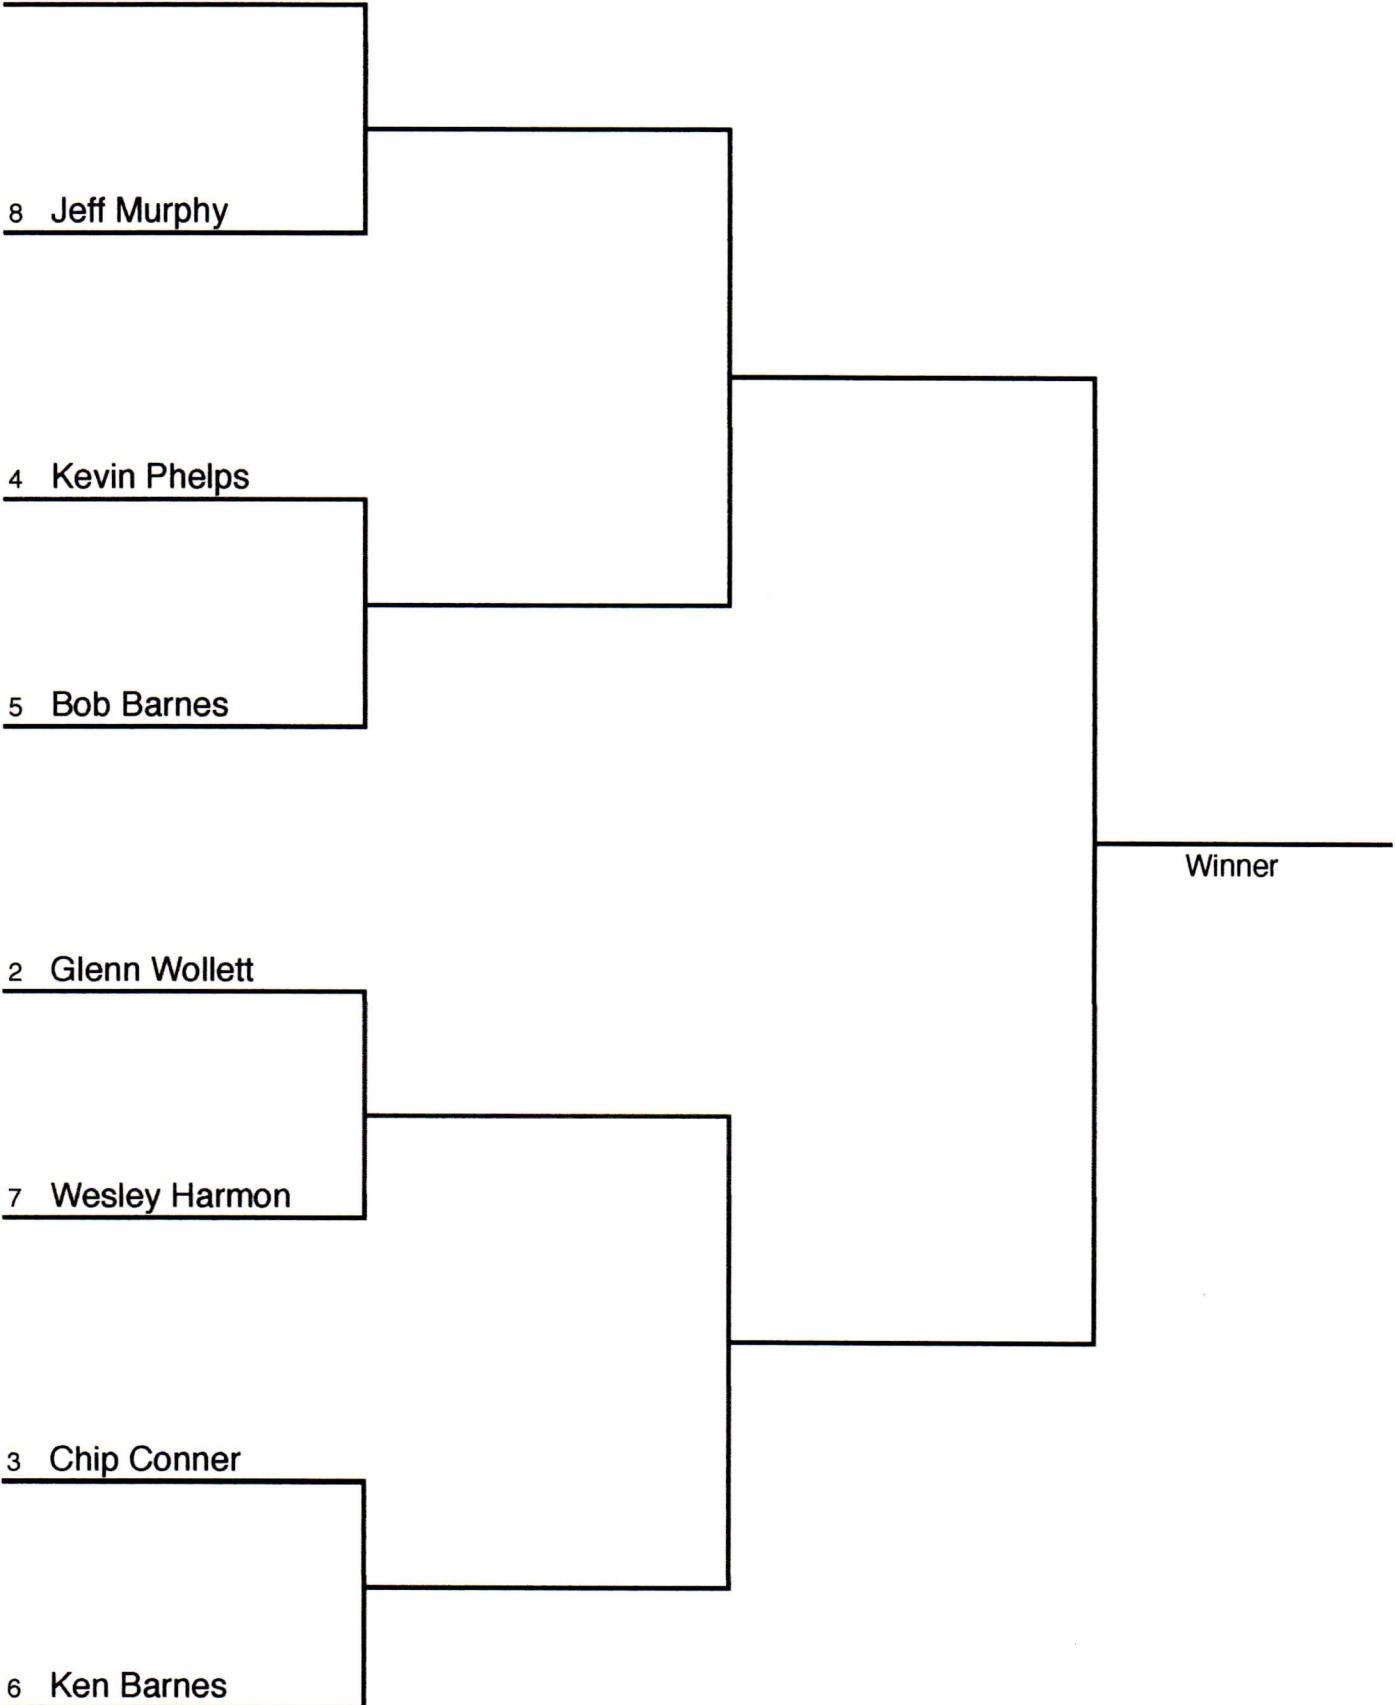 8 Jeff Murphy
4 Kevin Phelps
5 Bob Barnes
Winner
2 Glenn Wollett
7 Wesley Harmon
3 Chip Conner
6 Ken Barnes